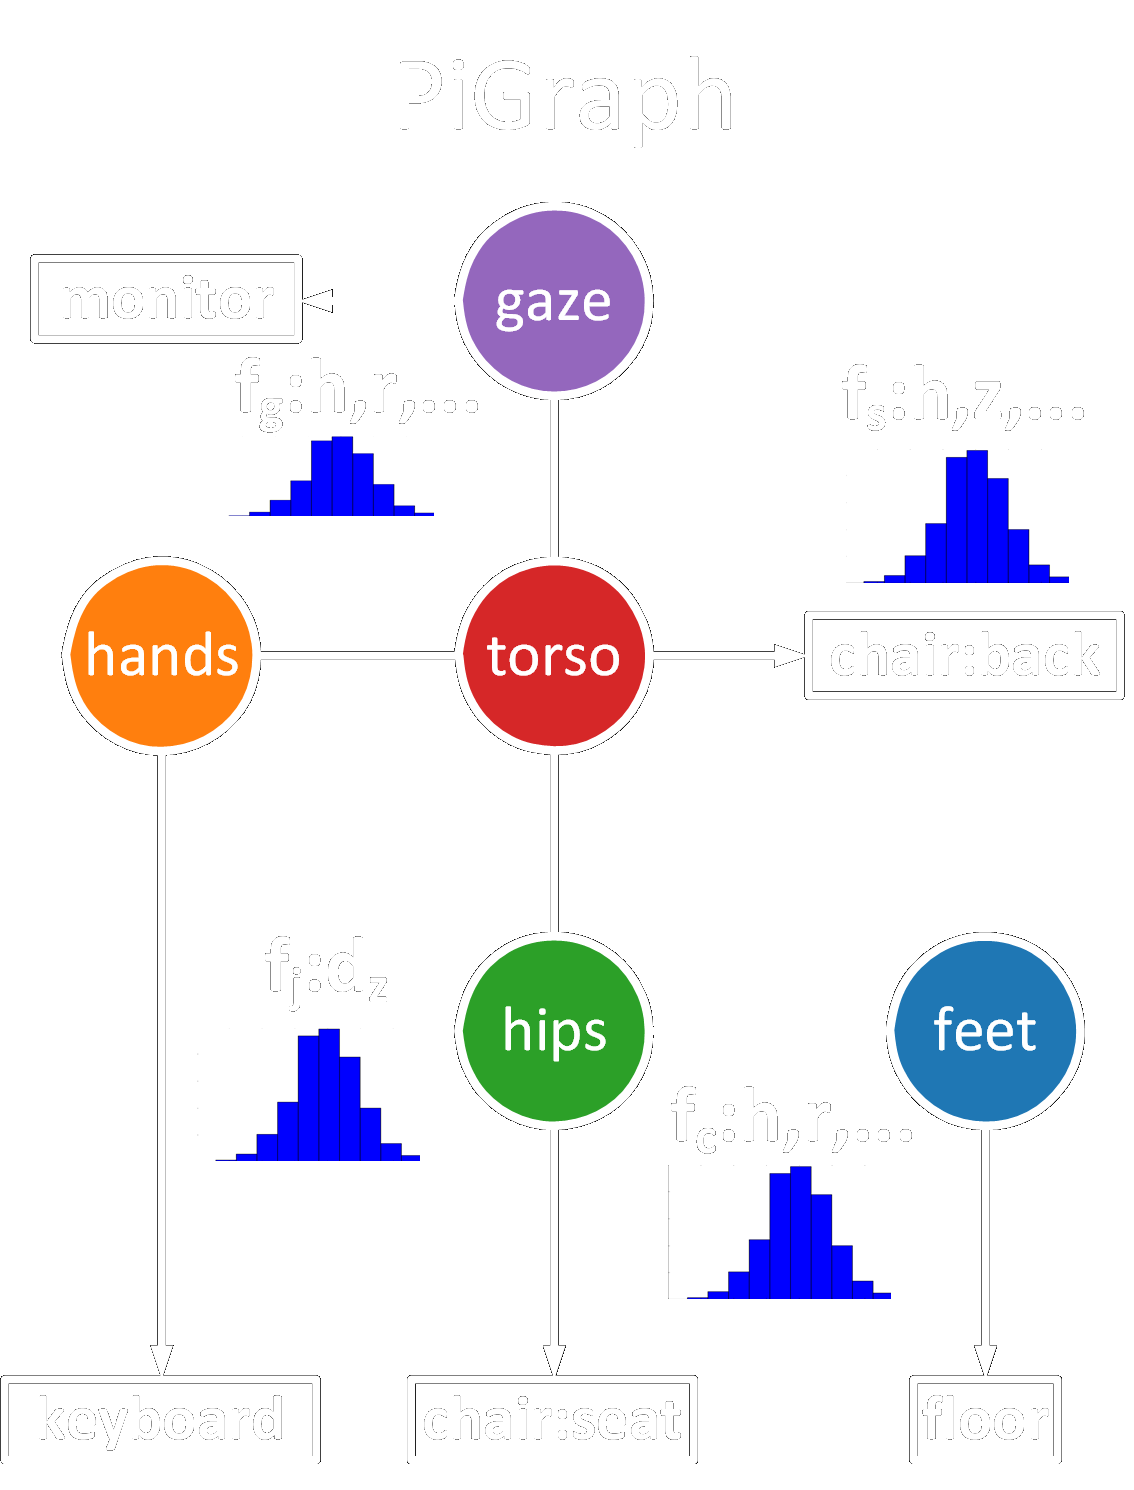 PiGraph
monitor
gaze
f_g:h,r,...
f_s:h,z,...
hands
torso
chair:back
f_j:d_z
hips
feet
f_c:h,r,...
keyboard
chair:seat
floor